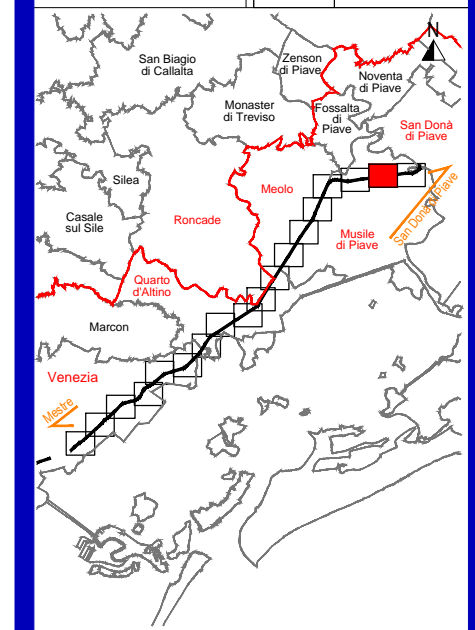 N
San Biagio
di Callalta
Zenson
di Piave
Noventa
di Piave
Monaster
di Treviso
Fossalta
di
Piave
San Donà
di Piave
Silea
Meolo
Casale
sul Sile
Roncade
Musile
di Piave
San Donà di Piave
Quarto
d'Altino
Marcon
Venezia
Mestre